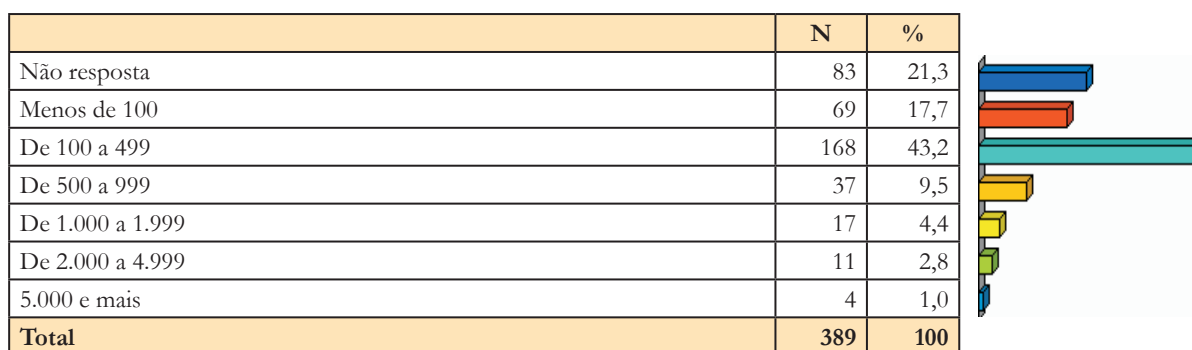 N %
Não resposta 83 21,3
Menos de 100 69 17,7
De 100 a 499 168 43,2
De 500 a 999 37 9,5
De 1.000 a 1.999 17 4,4
De 2.000 a 4.999 11 2,8
5.000 e mais 4 1,0
Total 389 100